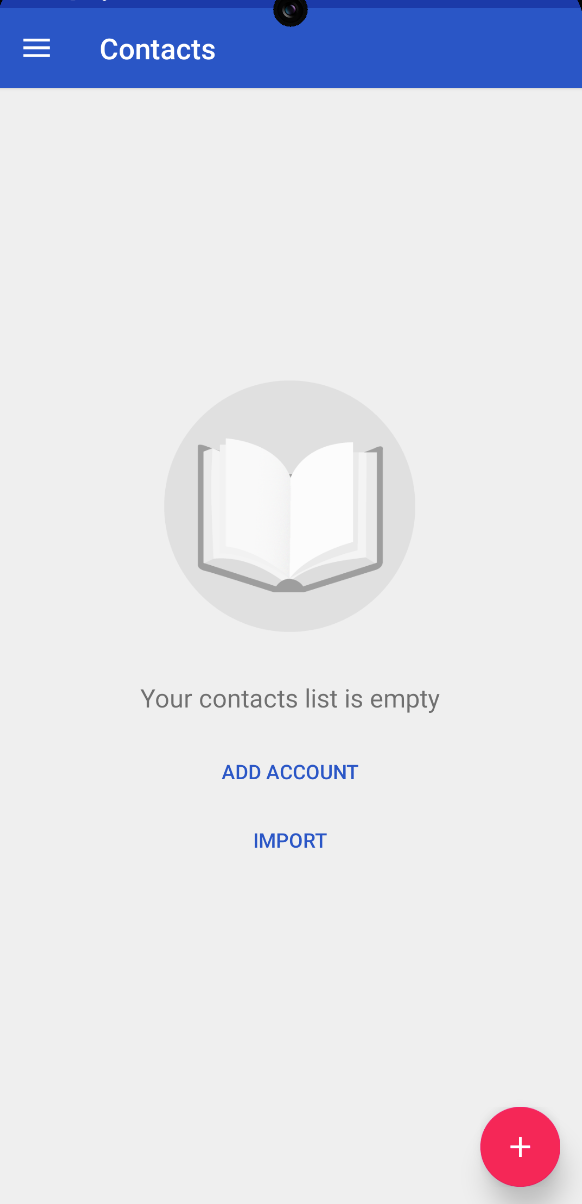 Contacts
Your contacts list is empty
ADD ACCOUNT
IMPORT